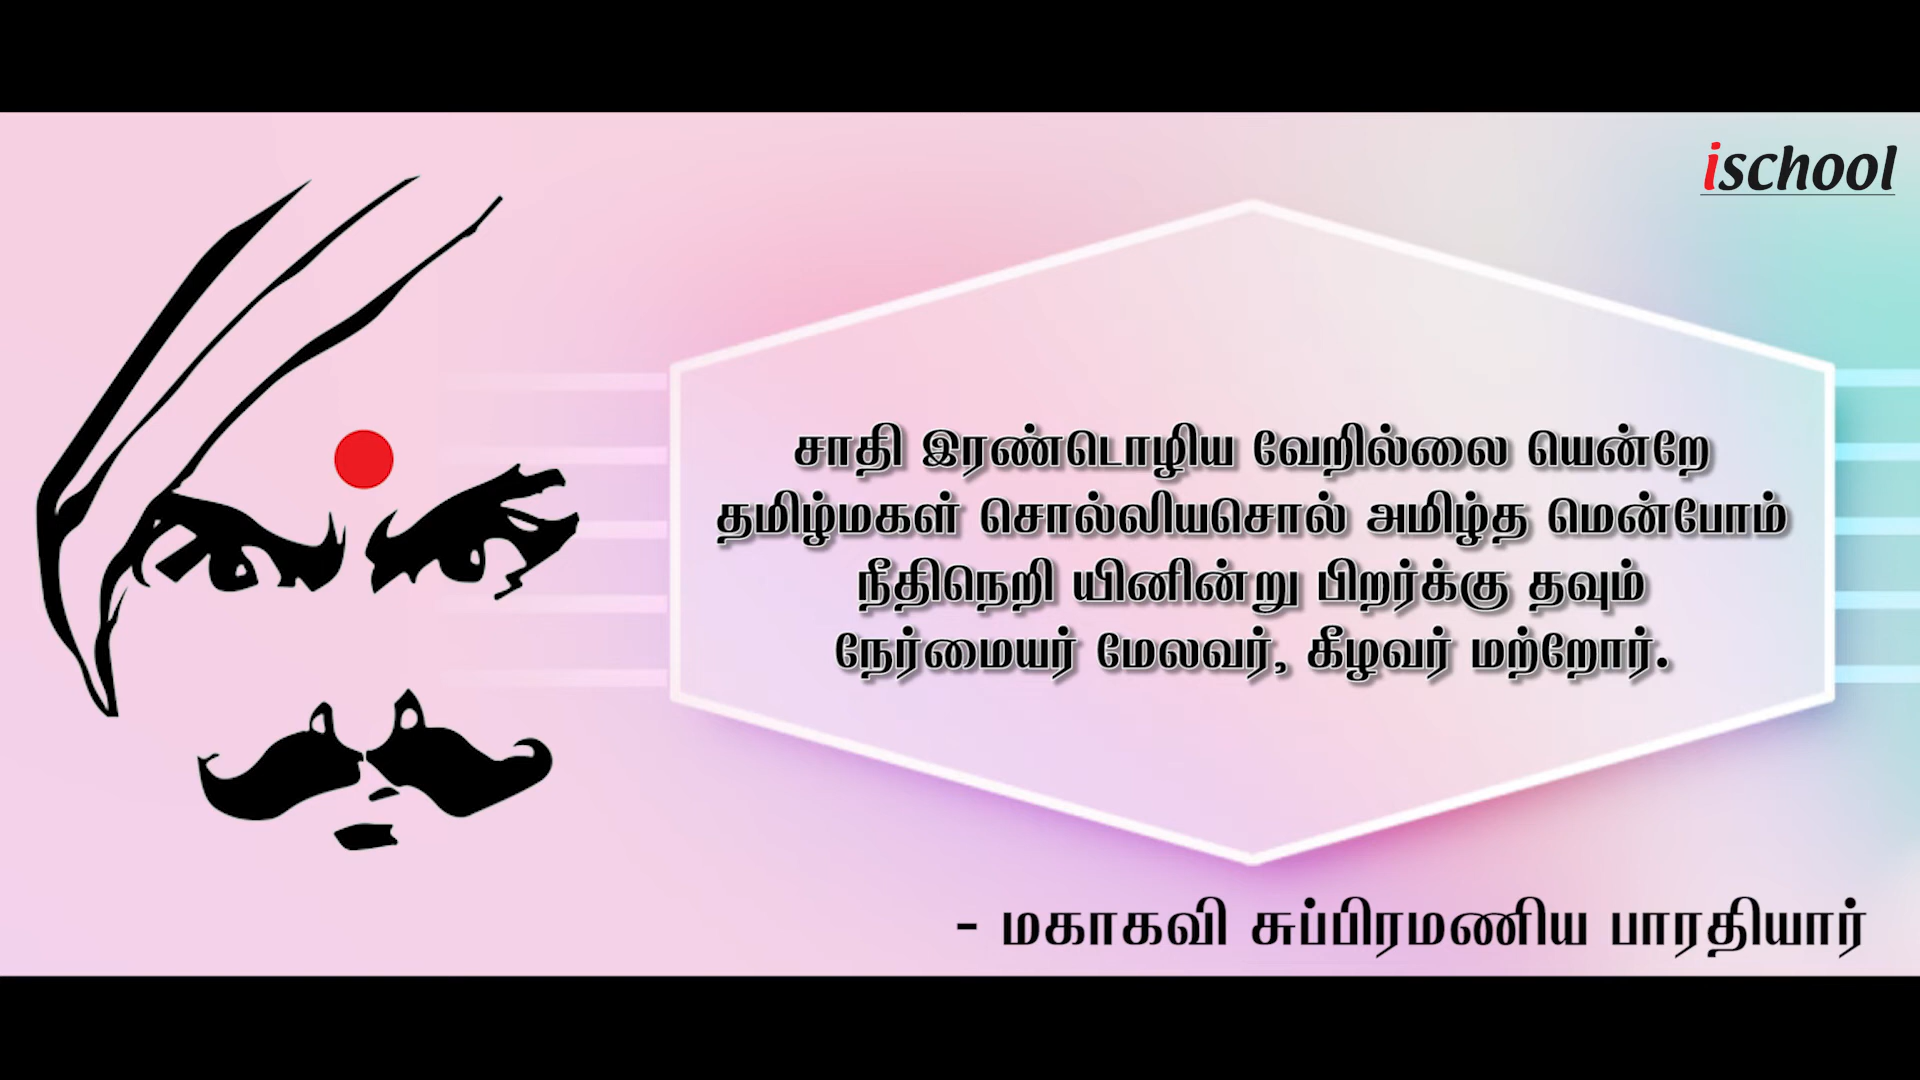 ischool
சாதி இரண்டொழிய வேறில்லை யென்றே
தமிழ்மகள் சொல்லியசொல் அமிழ்த மென்போம்
நீதிநெறி யினின்று பிறர்க்கு தவும்
நேர்மையர் மேலவர், கீழவர் மற்றோர்.
- மகாகவி சுப்பிரமணிய பாரதியார்